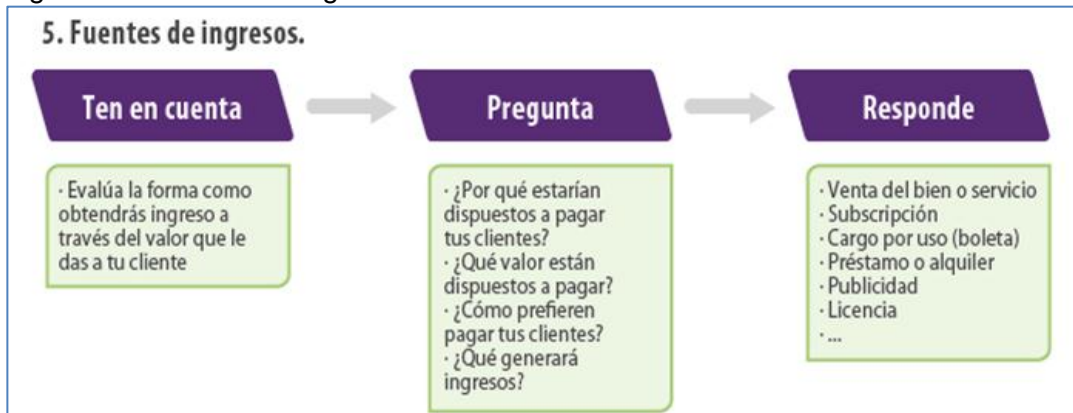 5. Fuentes de ingresos.
Ten en cuenta
Pregunta
Responde
· Evalúa la forma como
obtendrás ingreso a
través del valor que le
das a tu cliente
· ¿Por qué estarían
dispuestos a pagar
tus clientes?
· ¿Qué valor están
dispuestos a pagar?
· ¿Cómo prefieren
pagar tus clientes?
· ¿Qué generará
ingresos?
· Venta del bien o servicio
· Subscripción
· Cargo por uso (boleta)
· Préstamo o alquiler
· Publicidad
· Licencia
· ...